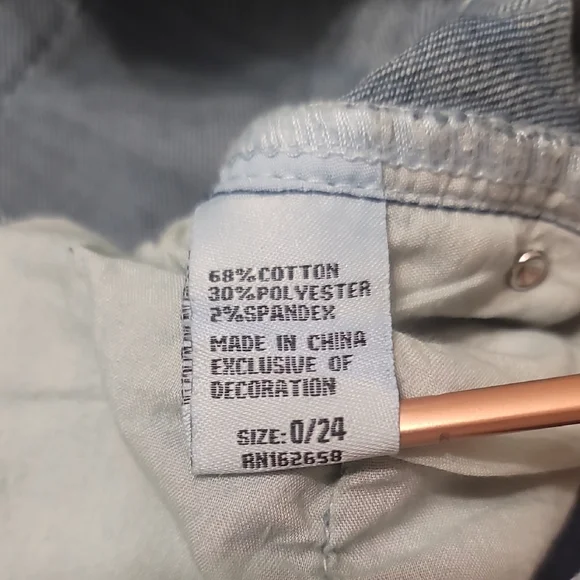 68%COTTON
30%POLYESTER
2%SPANDEX
MADE IN CHINA
EXCLUSIVE OF
DECORATION
SIZE: 0/24
RN162658